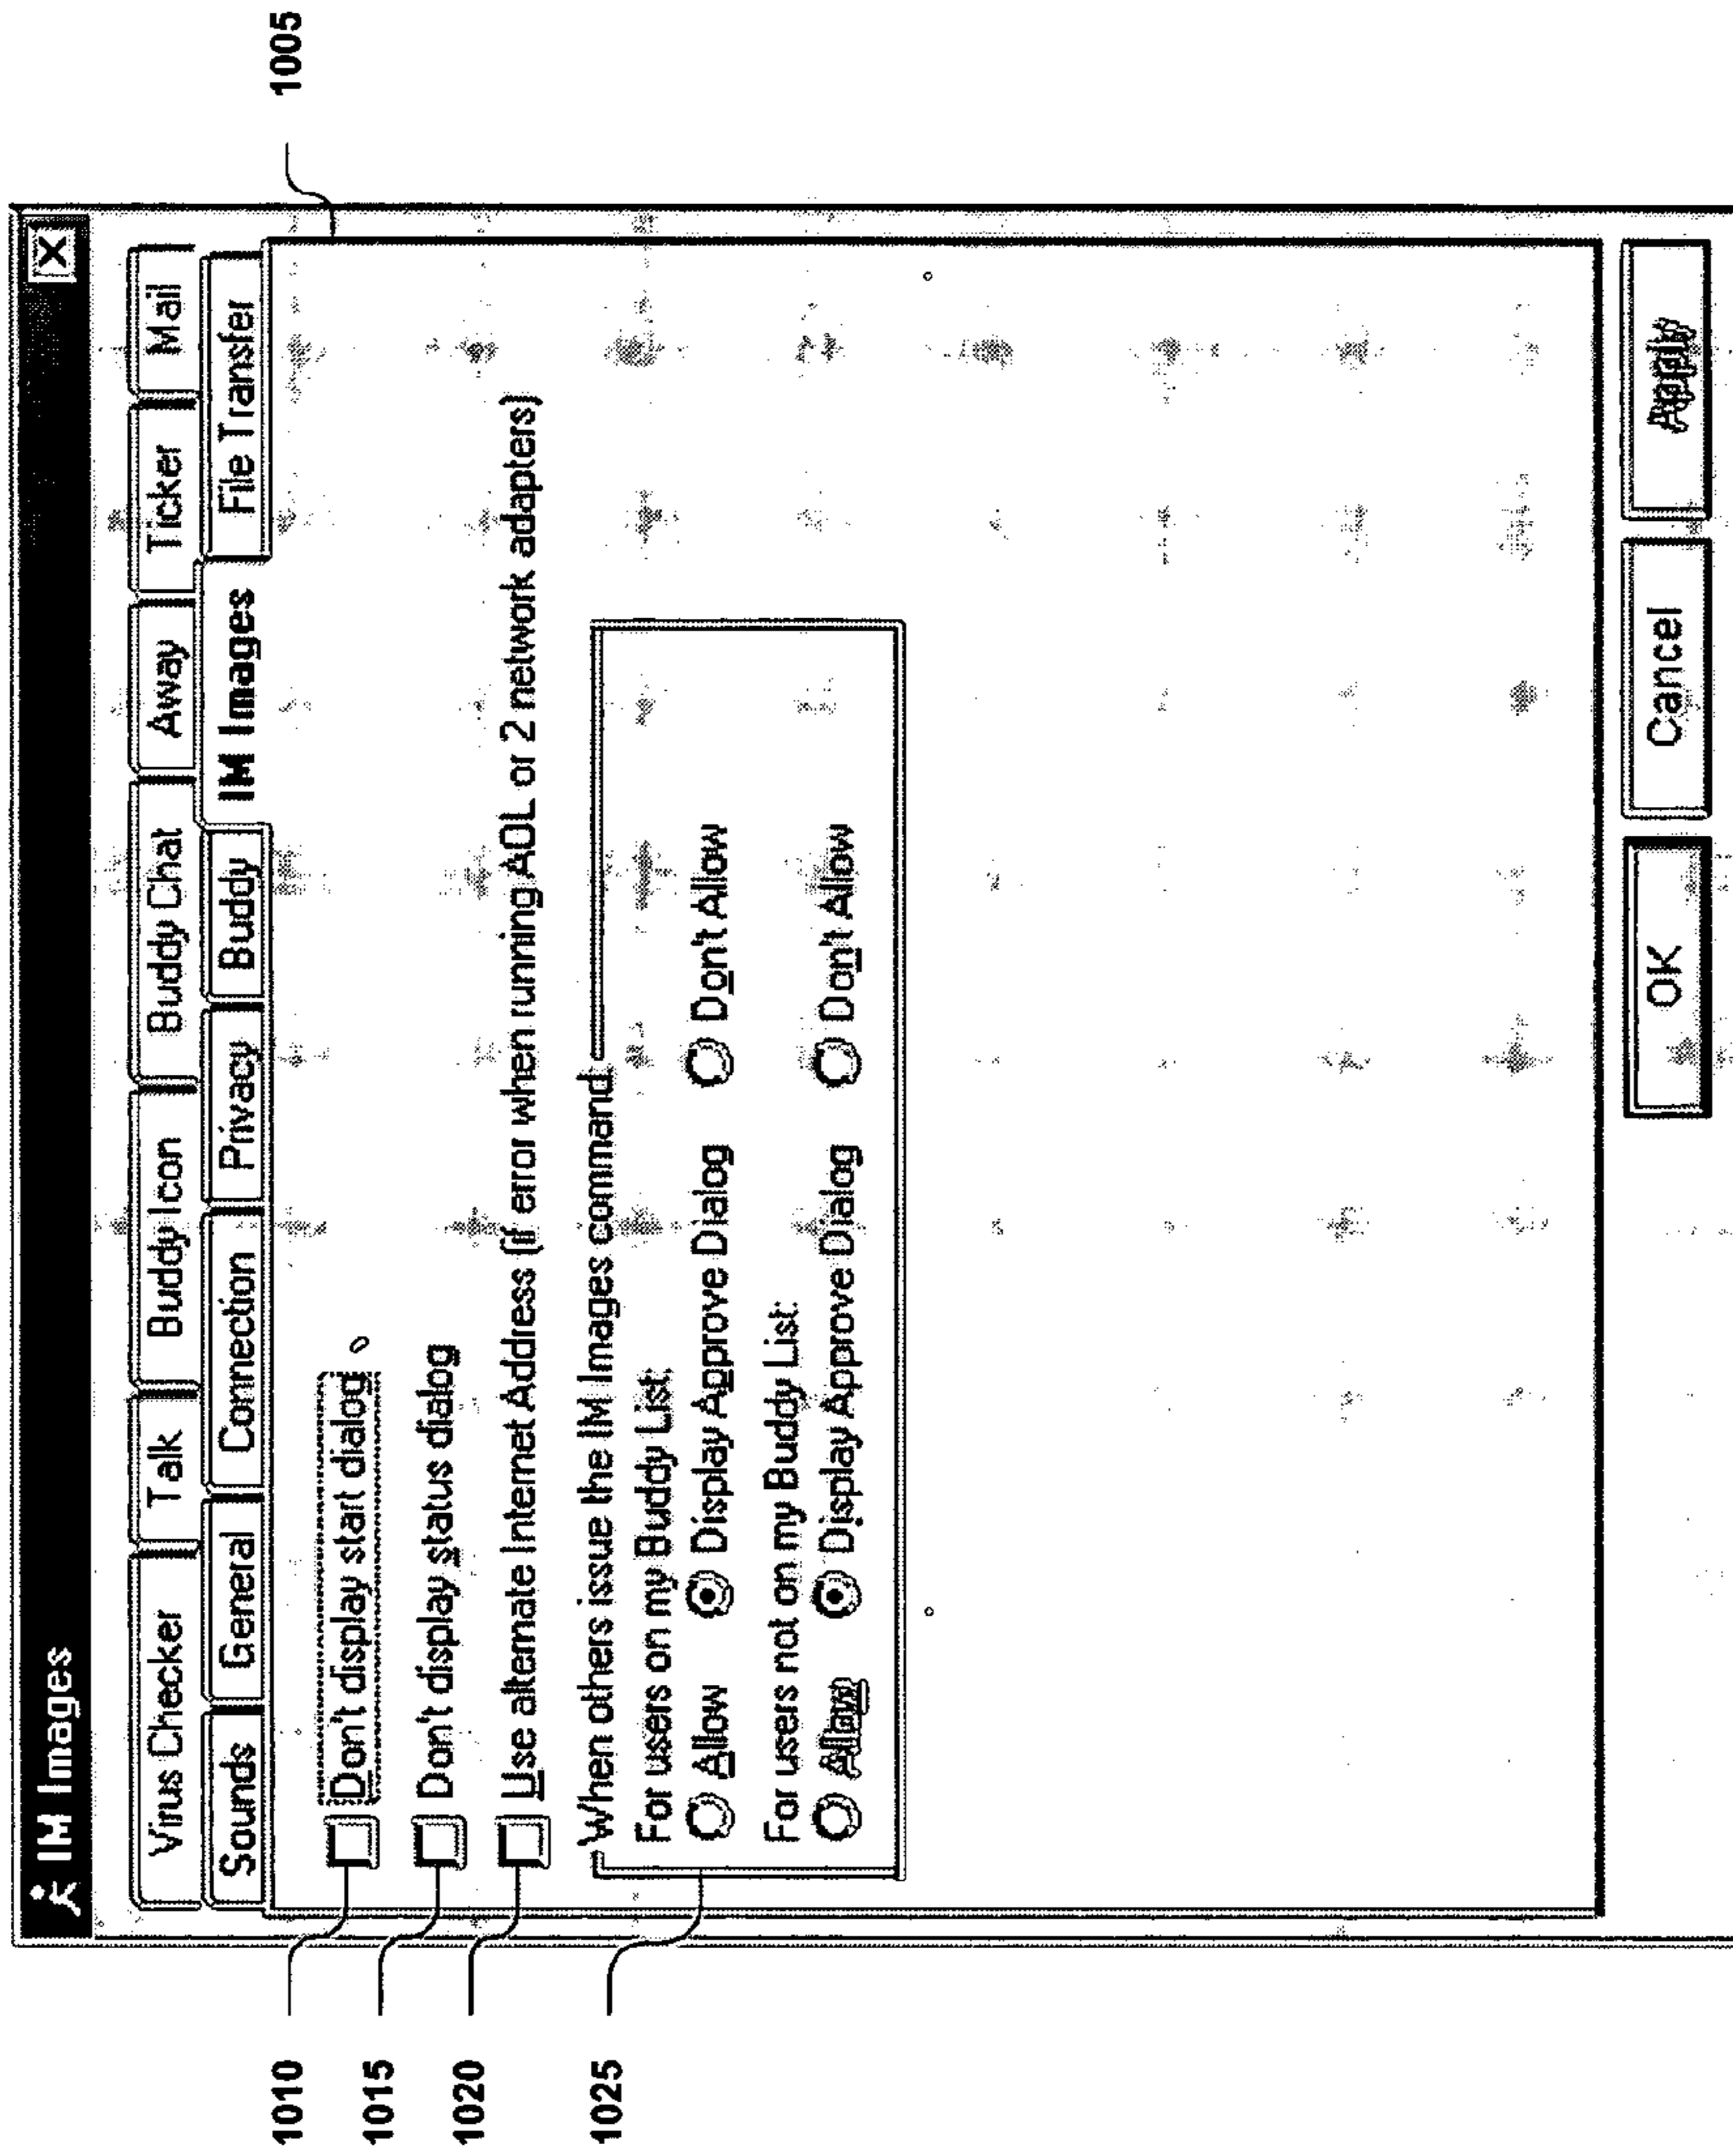 IM Images
Virus Checker Talk Buddy Icon Buddy Chat Away Ticker Mail
Sounds General Connection Privacy Buddy IM Images File Transfer
1005
1010 Don't display start dialog
1015 Don't display status dialog
1020 Use alternate Internet Address (if error when running AOL or 2 network adapters)
1025 When others issue the IM Images command
For users on my Buddy List:
Allow Display Approve Dialog Don't Allow
For users not on my Buddy List:
Allow Display Approve Dialog Don't Allow
OK Cancel Apply